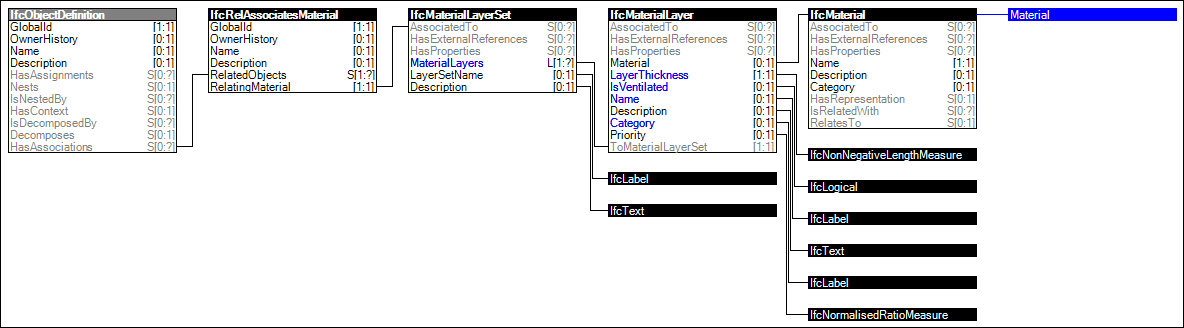 IfcObjectDefinition
GlobalId [1:1]
OwnerHistory [0:1]
Name [0:1]
Description [0:1]
HasAssignments S[0:?]
Nests S[0:1]
IsNestedBy S[0:?]
HasContext S[0:1]
IsDecomposedBy S[0:?]
Decomposes S[0:1]
HasAssociations S[0:?]
IfcRelAssociatesMaterial
GlobalId [1:1]
OwnerHistory [0:1]
Name [0:1]
Description [0:1]
RelatedObjects S[1:?]
RelatingMaterial [1:1]
IfcMaterialLayerSet
AssociatedTo S[0:?]
HasExternalReferences S[0:?]
HasProperties S[0:?]
MaterialLayers L[1:?]
LayerSetName [0:1]
Description [0:1]
IfcMaterialLayer
AssociatedTo S[0:?]
HasExternalReferences S[0:?]
HasProperties S[0:?]
Material [0:1]
LayerThickness [1:1]
IsVentilated [0:1]
Name [0:1]
Description [0:1]
Category [0:1]
Priority [0:1]
ToMaterialLayerSet [1:1]
IfcLabel
IfcText
IfcMaterial
AssociatedTo S[0:?]
HasExternalReferences S[0:?]
HasProperties S[0:?]
Name [1:1]
Description [0:1]
Category [0:1]
HasRepresentation S[0:1]
IsRelatedWith S[0:?]
RelatesTo S[0:1]
IfcNonNegativeLengthMeasure
IfcLogical
IfcLabel
IfcText
IfcLabel
IfcNormalisedRatioMeasure
Material